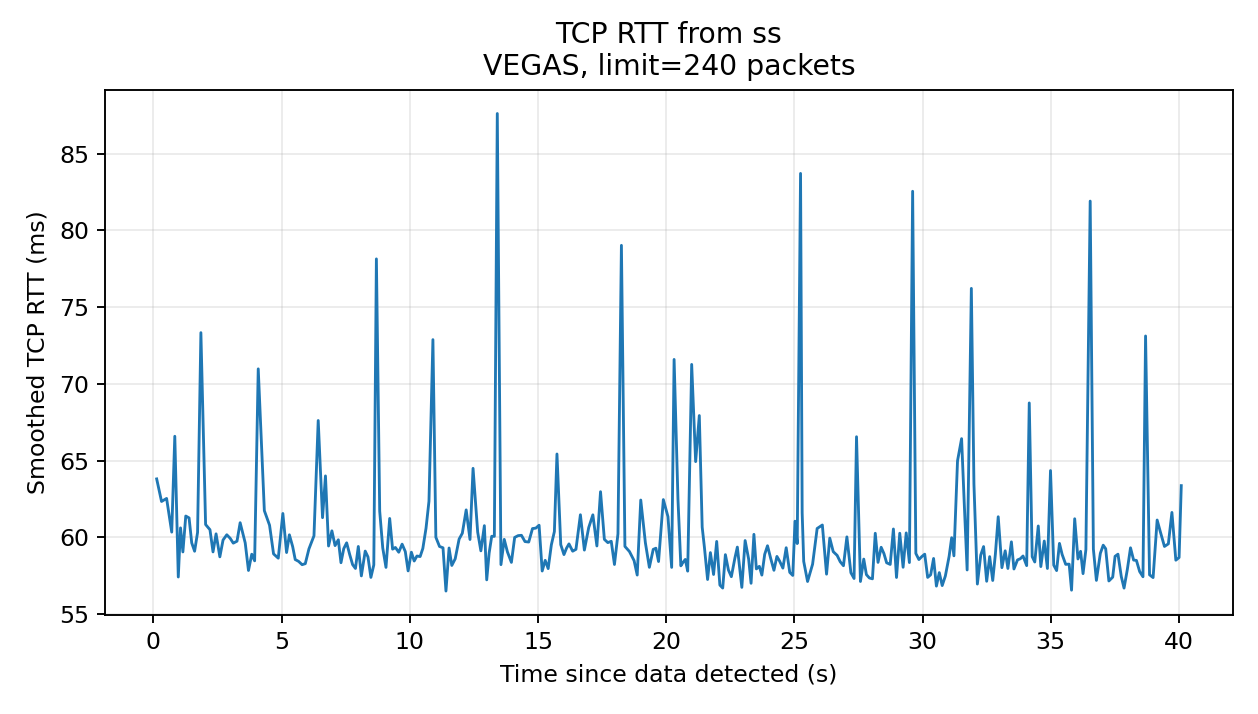 TCP RTT from ss
VEGAS, limit=240 packets
Smoothed TCP RTT (ms)
85
80
75
70
65
60
55
0 5 10 15 20 25 30 35 40
Time since data detected (s)